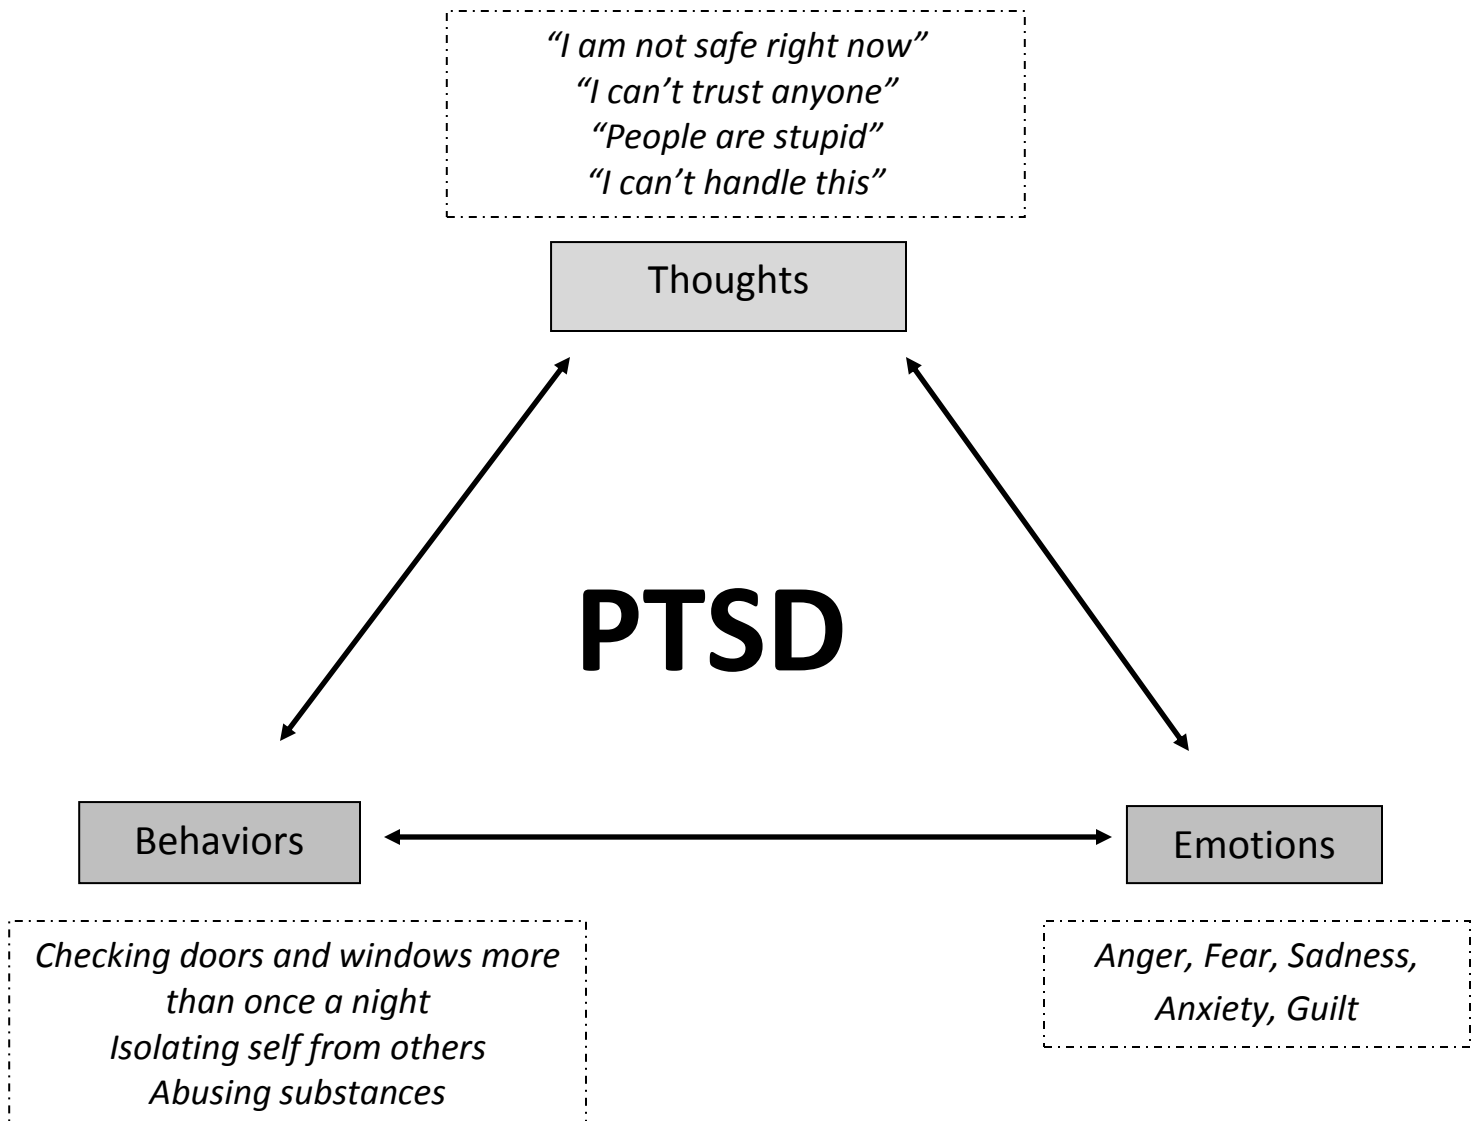 “I am not safe right now”
“I can’t trust anyone”
“People are stupid”
“I can’t handle this”
Thoughts
PTSD
Behaviors
Emotions
Checking doors and windows more
than once a night
Isolating self from others
Abusing substances
Anger, Fear, Sadness,
Anxiety, Guilt